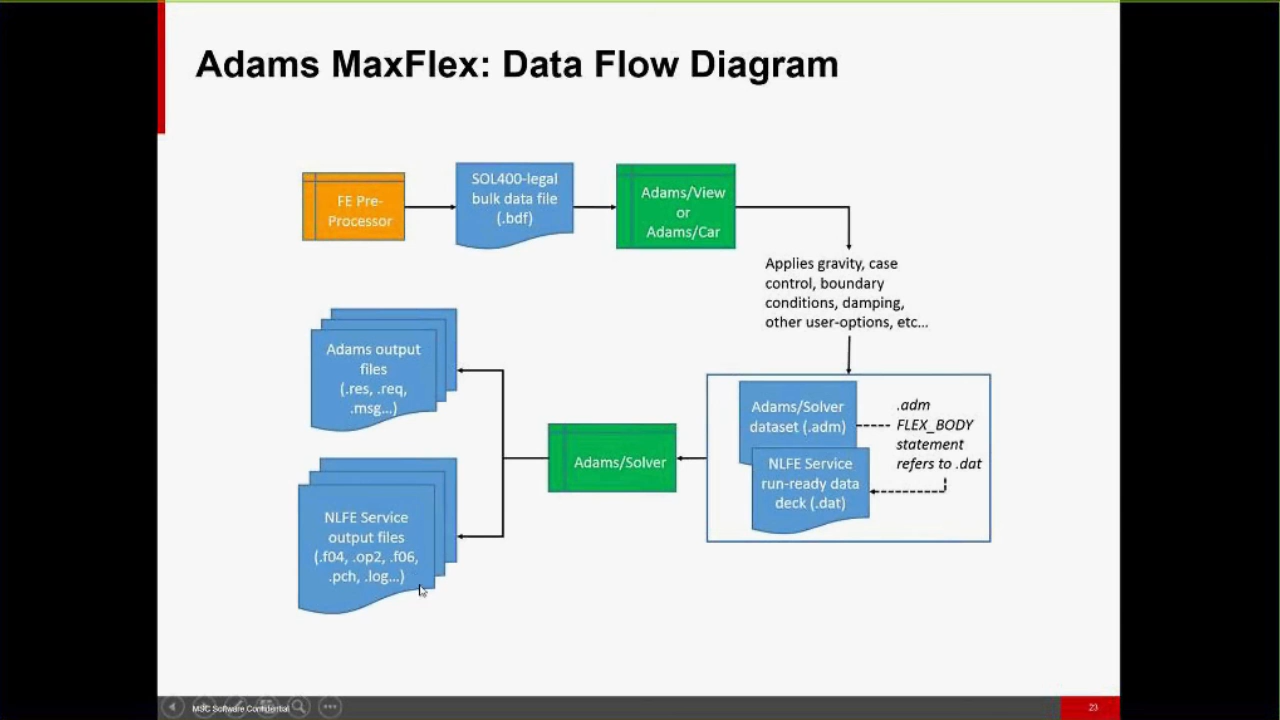 Adams MaxFlex: Data Flow Diagram
FE Pre-
Processor
SOL400-legal
bulk data file
(.bdf)
Adams/View
or
Adams/Car
Applies gravity, case
control, boundary
conditions, damping,
other user-options, etc...
Adams output
files
(.res, .req,
.msg...)
Adams/Solver
dataset (.adm)
.adm
FLEX_BODY
statement
refers to .dat
NLFE Service
run-ready data
deck (.dat)
Adams/Solver
NLFE Service
output files
(.f04, .op2, .f06,
.pch, .log...)
MSC Software Confidential
23